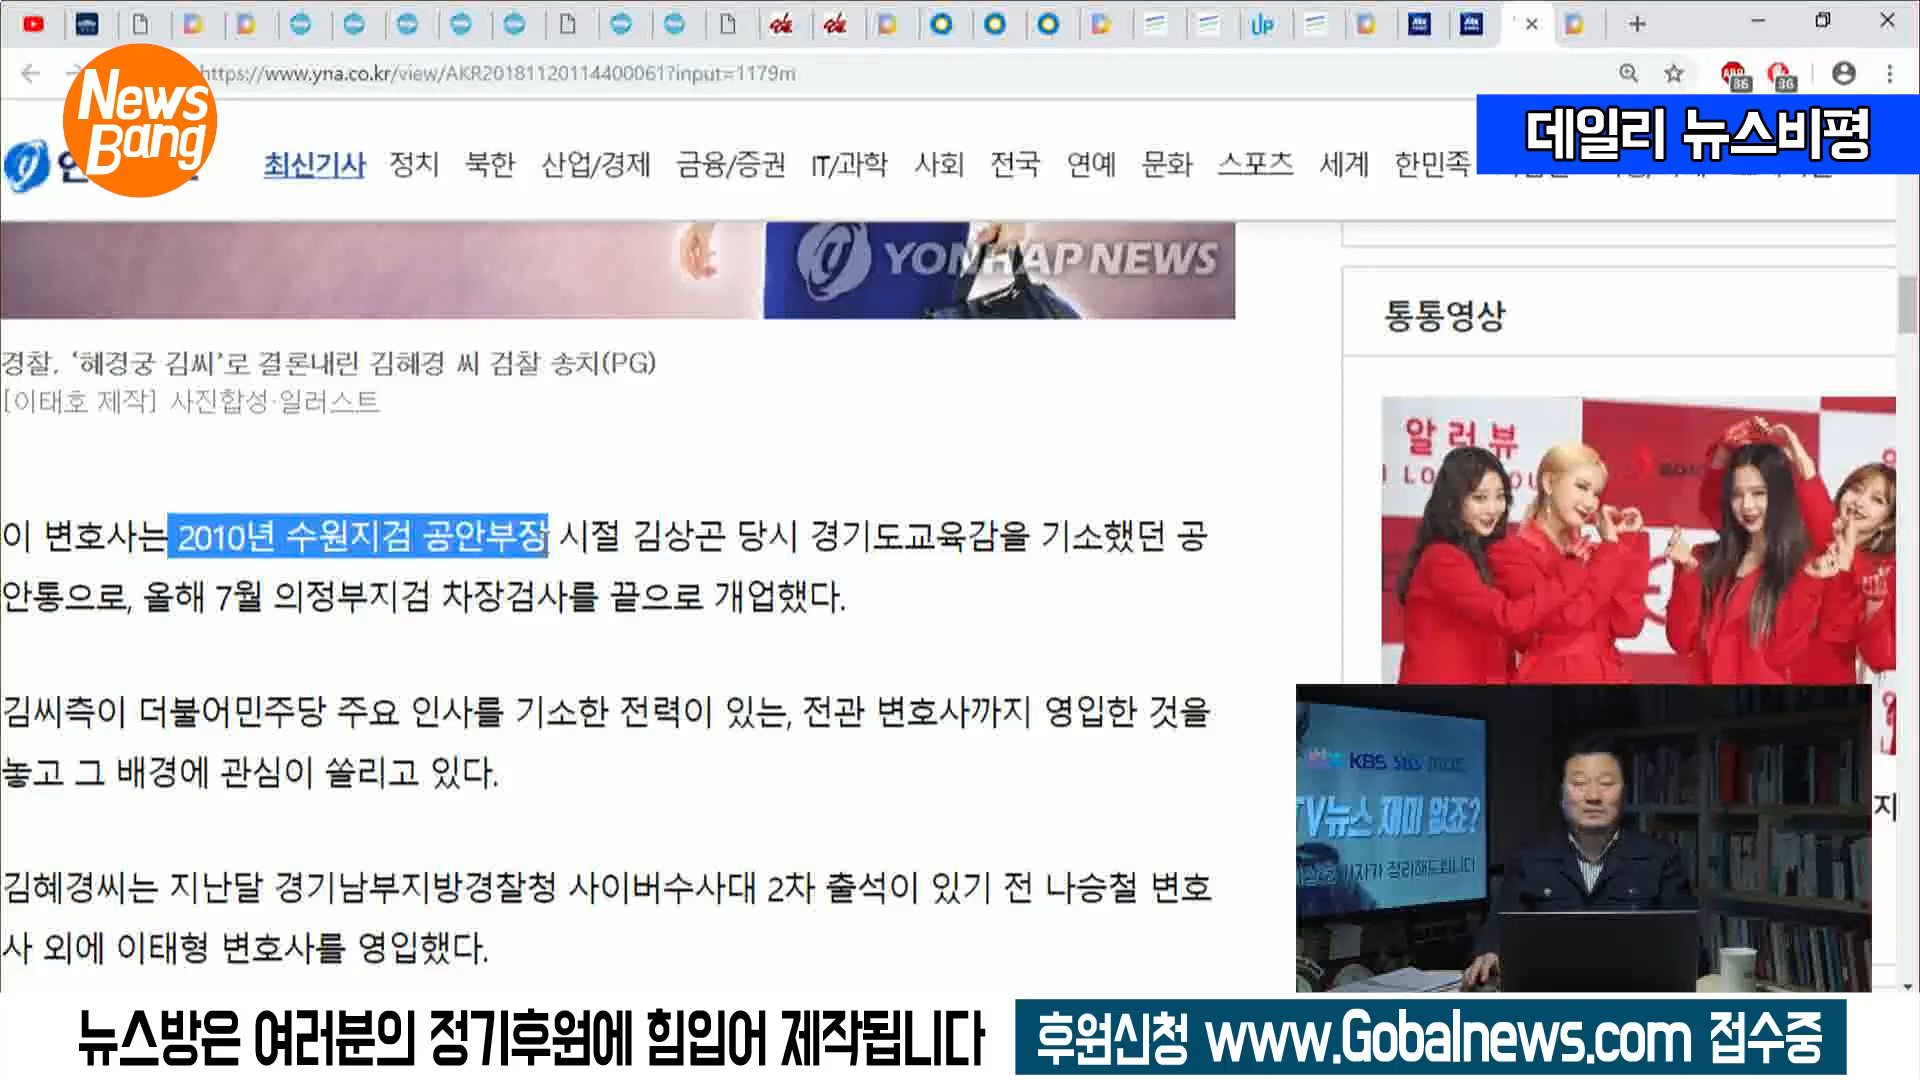 https://www.yna.co.kr/view/AKR20181120114400061?input=1179m
News
Bang
데일리 뉴스비평
최신기사 정치 북한 산업/경제 금융/증권 IT/과학 사회 전국 연예 문화 스포츠 세계 한민족
YONHAP NEWS
통통영상
경찰, '혜경궁 김씨'로 결론내린 김혜경 씨 검찰 송치(PG)
[이태호 제작] 사진합성·일러스트
알러뷰
이 변호사는 2010년 수원지검 공안부장 시절 김상곤 당시 경기도교육감을 기소했던 공
안통으로, 올해 7월 의정부지검 차장검사를 끝으로 개업했다.
김씨측이 더불어민주당 주요 인사를 기소한 전력이 있는, 전관 변호사까지 영입한 것을
놓고 그 배경에 관심이 쏠리고 있다.
KBS SBS
TV뉴스 재미 없죠?
김혜경씨는 지난달 경기남부지방경찰청 사이버수사대 2차 출석이 있기 전 나승철 변호
사 외에 이태형 변호사를 영입했다.
뉴스방은 여러분의 정기후원에 힘입어 제작됩니다
후원신청 www.Gobalnews.com 접수중